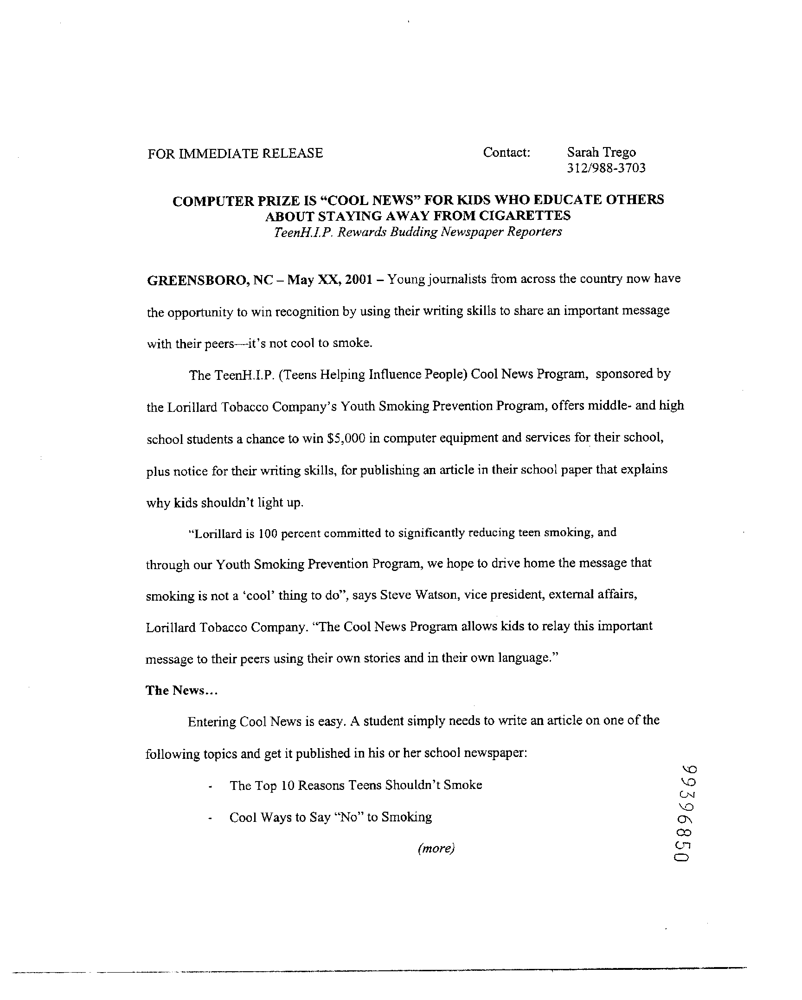 FOR IMMEDIATE RELEASE Contact: Sarah Trego
312/988-3703
COMPUTER PRIZE IS “COOL NEWS” FOR KIDS WHO EDUCATE OTHERS
ABOUT STAYING AWAY FROM CIGARETTES
TeenH.I.P. Rewards Budding Newspaper Reporters
GREENSBORO, NC – May XX, 2001 – Young journalists from across the country now have
the opportunity to win recognition by using their writing skills to share an important message
with their peers—it’s not cool to smoke.
The TeenH.I.P. (Teens Helping Influence People) Cool News Program, sponsored by
the Lorillard Tobacco Company’s Youth Smoking Prevention Program, offers middle- and high
school students a chance to win $5,000 in computer equipment and services for their school,
plus notice for their writing skills, for publishing an article in their school paper that explains
why kids shouldn’t light up.
“Lorillard is 100 percent committed to significantly reducing teen smoking, and
through our Youth Smoking Prevention Program, we hope to drive home the message that
smoking is not a ‘cool’ thing to do”, says Steve Watson, vice president, external affairs,
Lorillard Tobacco Company. “The Cool News Program allows kids to relay this important
message to their peers using their own stories and in their own language.”
The News…
Entering Cool News is easy. A student simply needs to write an article on one of the
following topics and get it published in his or her school newspaper:
- The Top 10 Reasons Teens Shouldn’t Smoke
- Cool Ways to Say “No” to Smoking
(more)
99396850